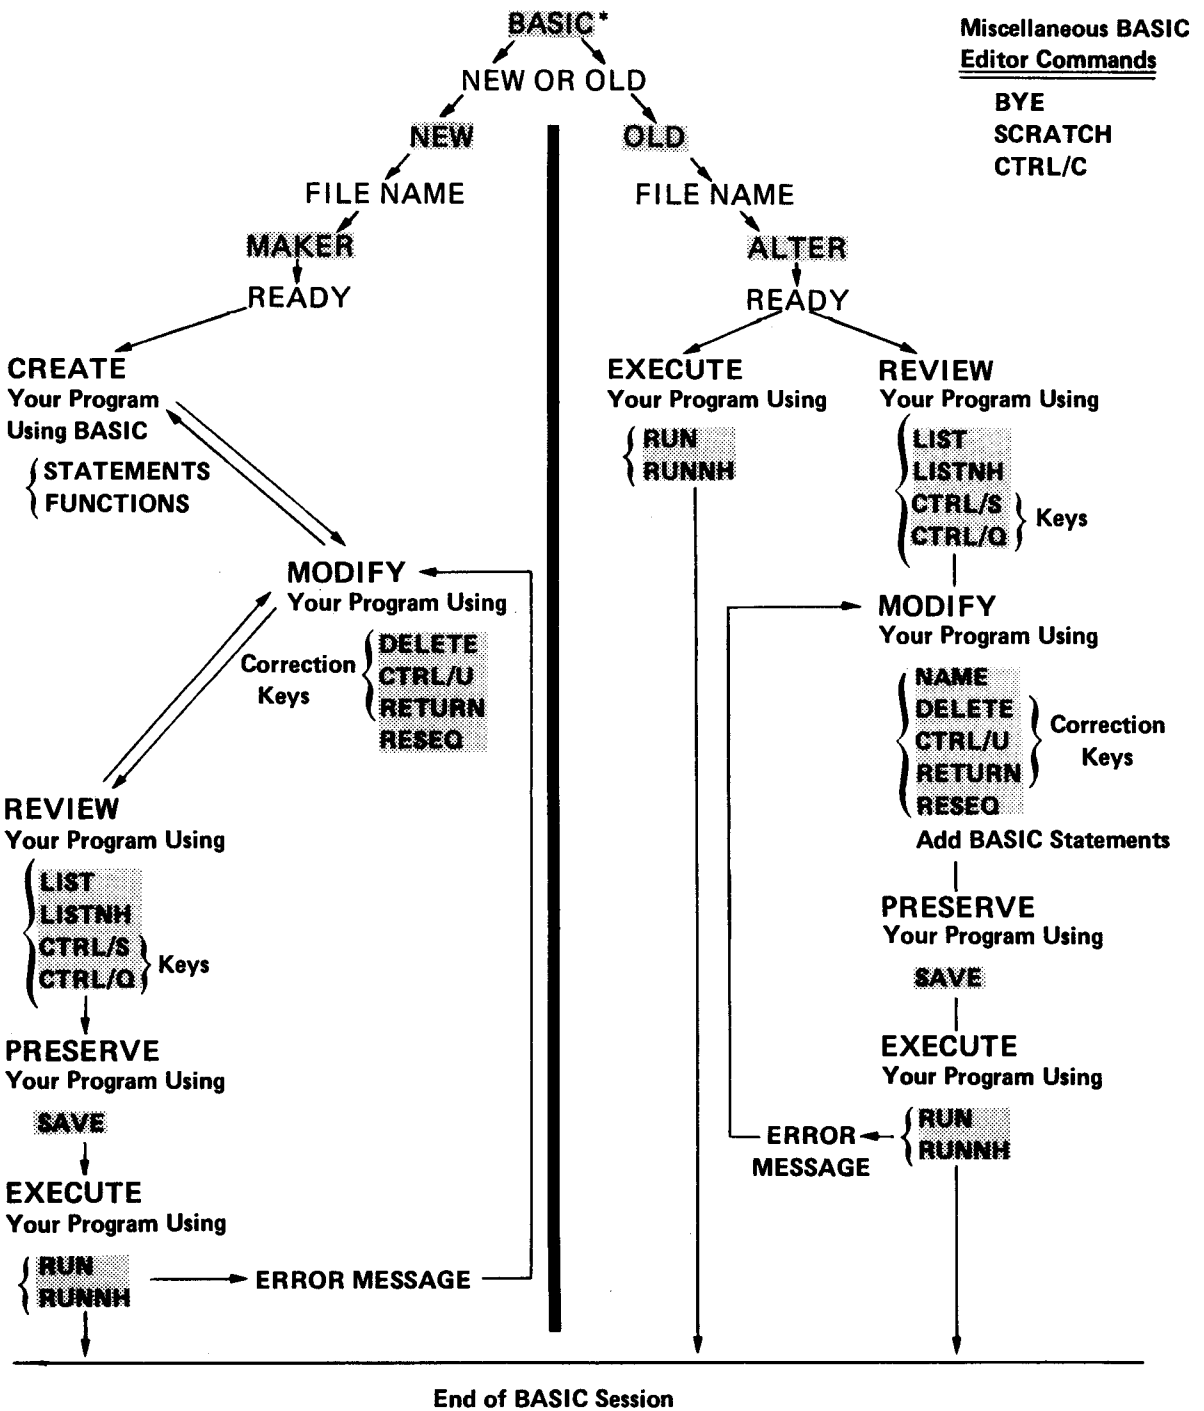 BASIC*
NEW OR OLD
Miscellaneous BASIC
Editor Commands
BYE
SCRATCH
CTRL/C
NEW
FILE NAME
MAKER
READY
CREATE
Your Program
Using BASIC
STATEMENTS
FUNCTIONS
MODIFY
Your Program Using
Correction
Keys
DELETE
CTRL/U
RETURN
RESEQ
REVIEW
Your Program Using
LIST
LISTNH
CTRL/S
CTRL/Q
Keys
PRESERVE
Your Program Using
SAVE
EXECUTE
Your Program Using
RUN
RUNNH
ERROR MESSAGE
OLD
FILE NAME
ALTER
READY
EXECUTE
Your Program Using
RUN
RUNNH
REVIEW
Your Program Using
LIST
LISTNH
CTRL/S
CTRL/Q
Keys
MODIFY
Your Program Using
NAME
DELETE
CTRL/U
RETURN
RESEQ
Correction
Keys
Add BASIC Statements
PRESERVE
Your Program Using
SAVE
EXECUTE
Your Program Using
RUN
RUNNH
ERROR
MESSAGE
End of BASIC Session